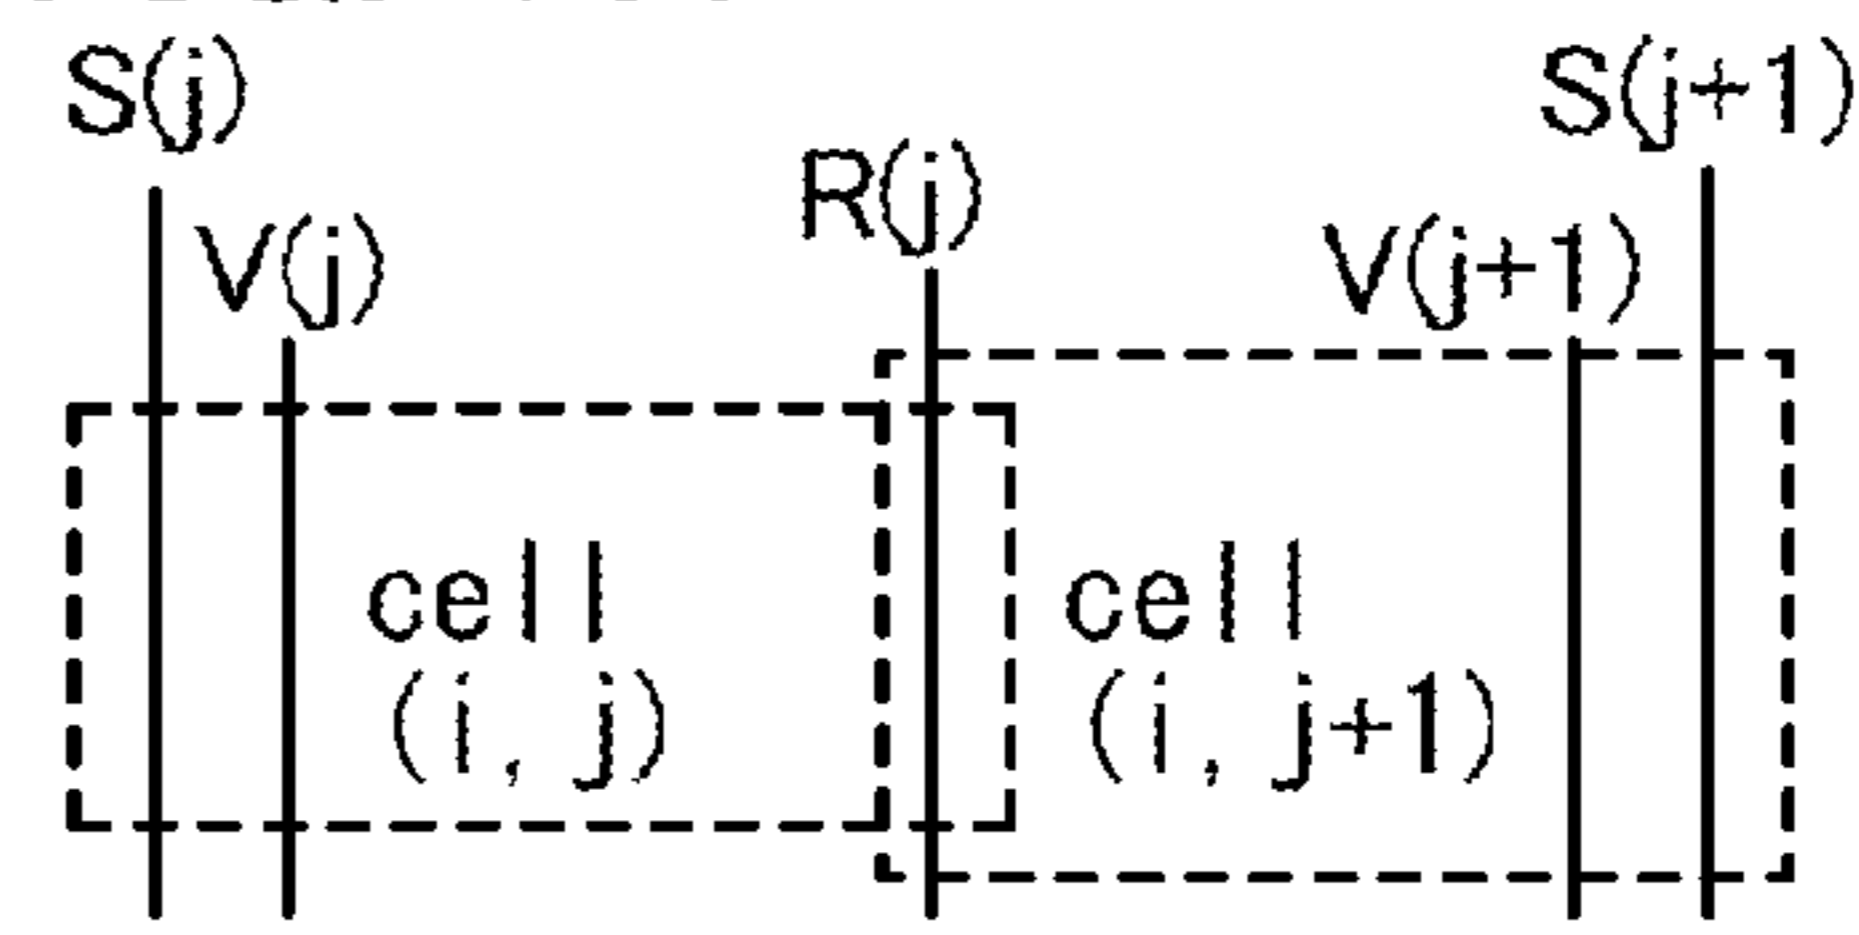 S(j)
S(j+1)
R(j)
V(j)
V(j+1)
cell
(i, j)
cell
(i, j+1)